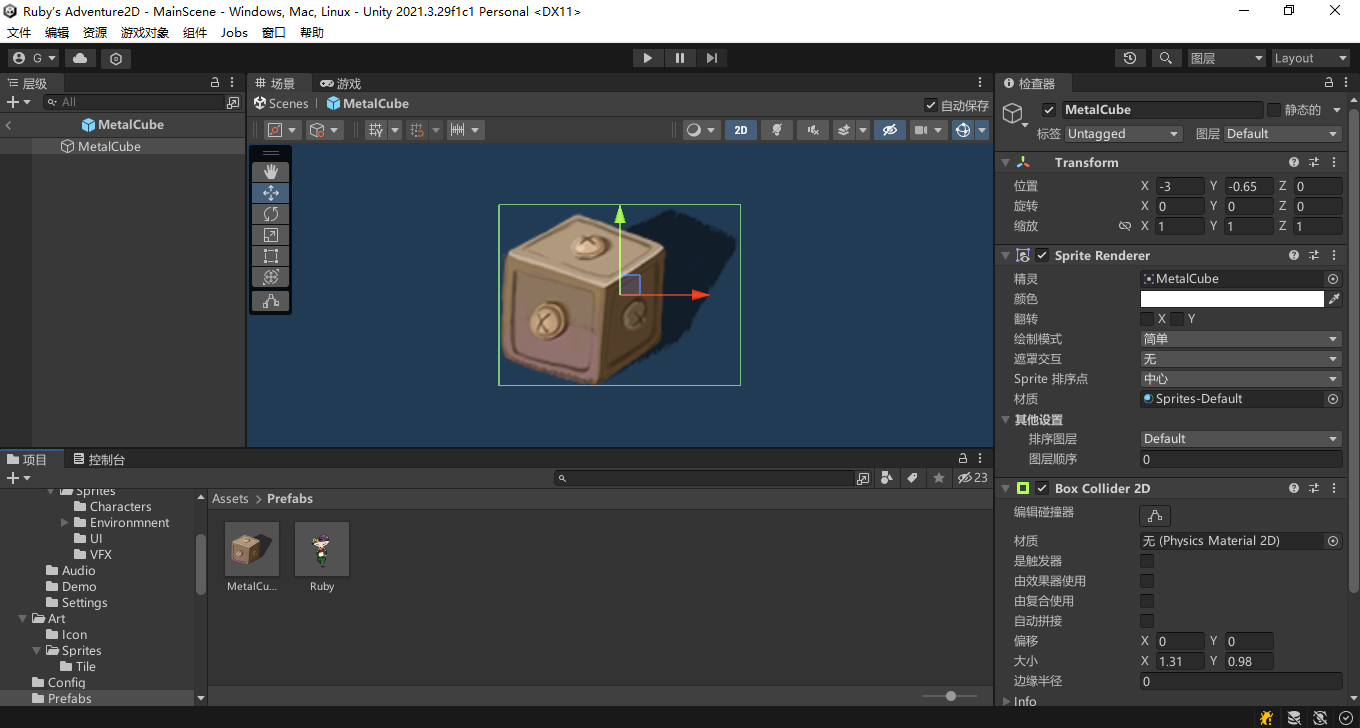 Ruby's Adventure2D - MainScene - Windows, Mac, Linux - Unity 2021.3.29f1c1 Personal <DX11>
文件 编辑 资源 游戏对象 组件 Jobs 窗口 帮助
G 图层 Layout
层级
All
MetalCube
MetalCube
场景 游戏
Scenes MetalCube 自动保存
2D
检查器
MetalCube 静态的
标签 Untagged 图层 Default
Transform
位置 X -3 Y -0.65 Z 0
旋转 X 0 Y 0 Z 0
缩放 X 1 Y 1 Z 1
Sprite Renderer
精灵 MetalCube
颜色
翻转 X Y
绘制模式 简单
遮罩交互 无
Sprite 排序点 中心
材质 Sprites-Default
其他设置
排序图层 Default
图层顺序 0
Box Collider 2D
编辑碰撞器
材质 无 (Physics Material 2D)
是触发器
由效果器使用
由复合使用
自动拼接
偏移 X 0 Y 0
大小 X 1.31 Y 0.98
边缘半径 0
Info
项目 控制台
23
Sprites
Characters
Environmnent
UI
VFX
Audio
Demo
Settings
Art
Icon
Sprites
Tile
Config
Prefabs
Assets > Prefabs
MetalCu... Ruby